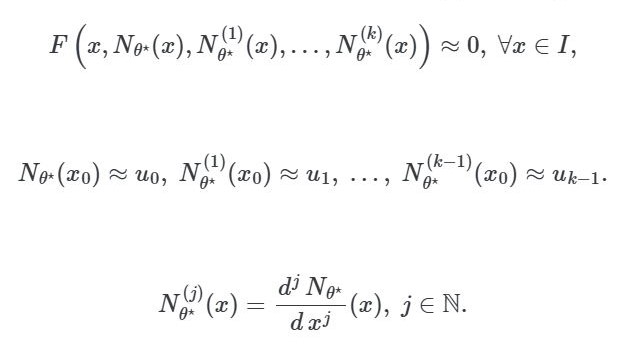 F(x, N_{θ⋆}(x), N_{θ⋆}^{(1)}(x), …, N_{θ⋆}^{(k)}(x)) ≈ 0, ∀x ∈ I,
N_{θ⋆}(x_0) ≈ u_0, N_{θ⋆}^{(1)}(x_0) ≈ u_1, …, N_{θ⋆}^{(k−1)}(x_0) ≈ u_{k−1}.
N_{θ⋆}^{(j)}(x) = \frac{d^j N_{θ⋆}}{d x^j}(x), j ∈ ℕ.